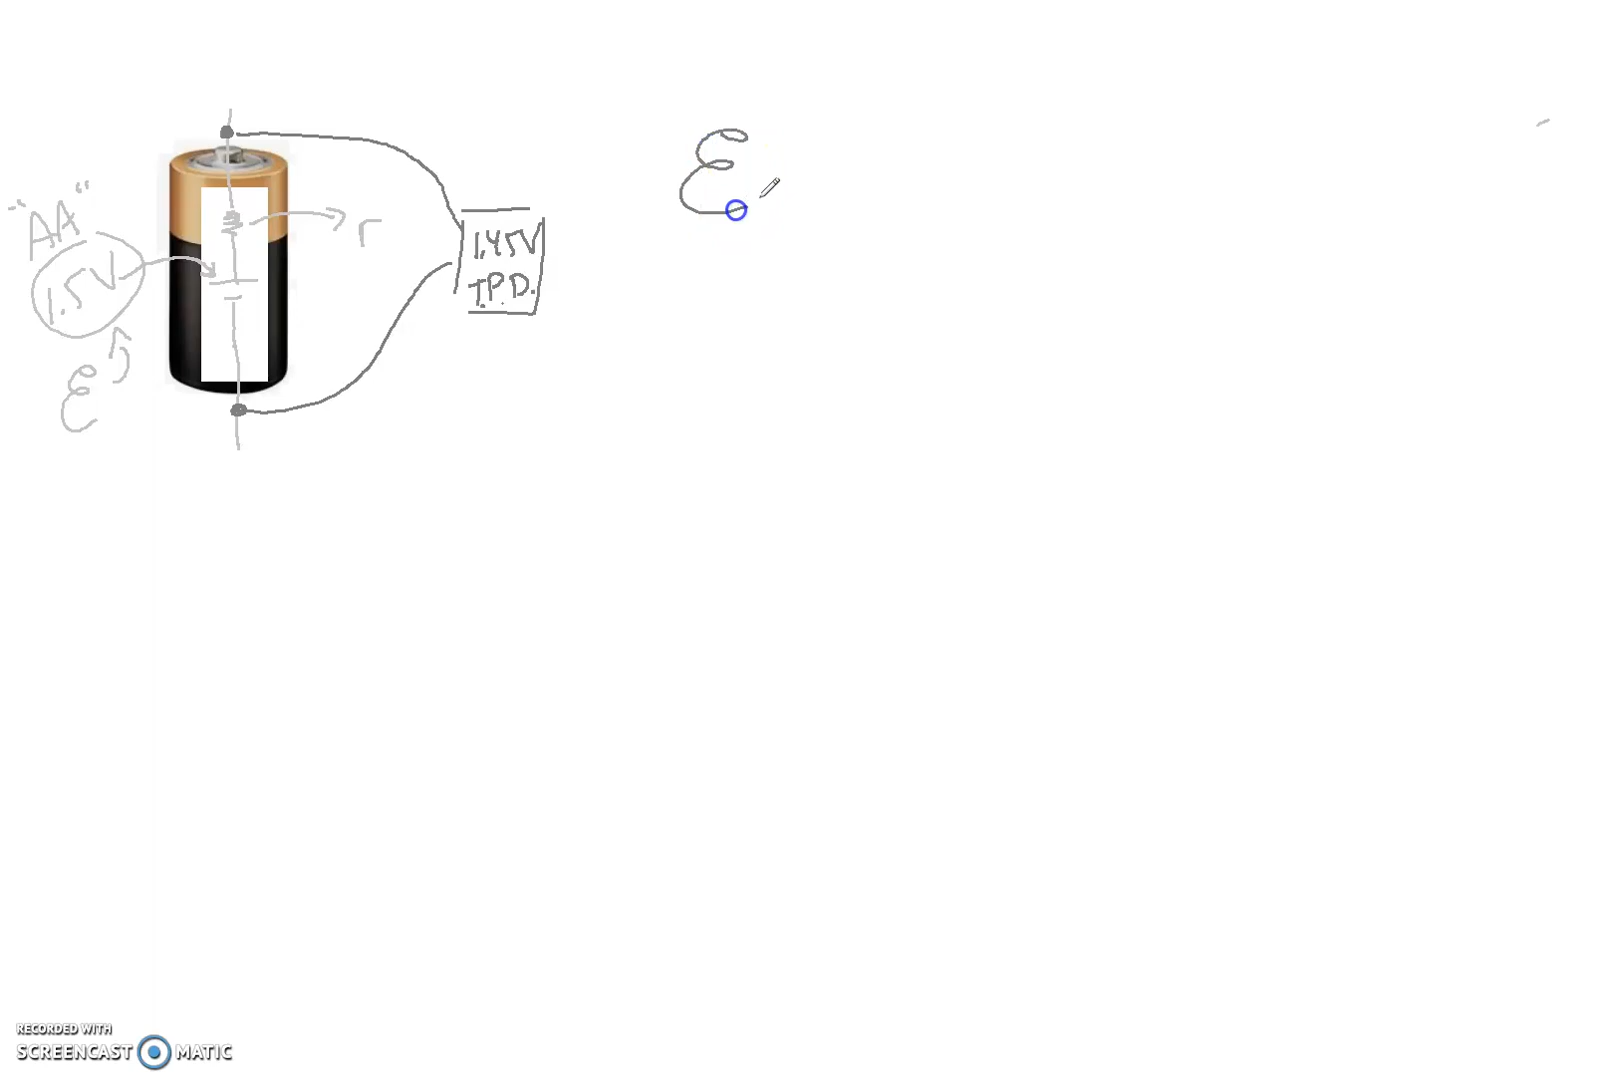 "AA"
1.5V
ℰ
r
1.45V
T.P.D.
ℰ
RECORDED WITH
SCREENCAST MATIC